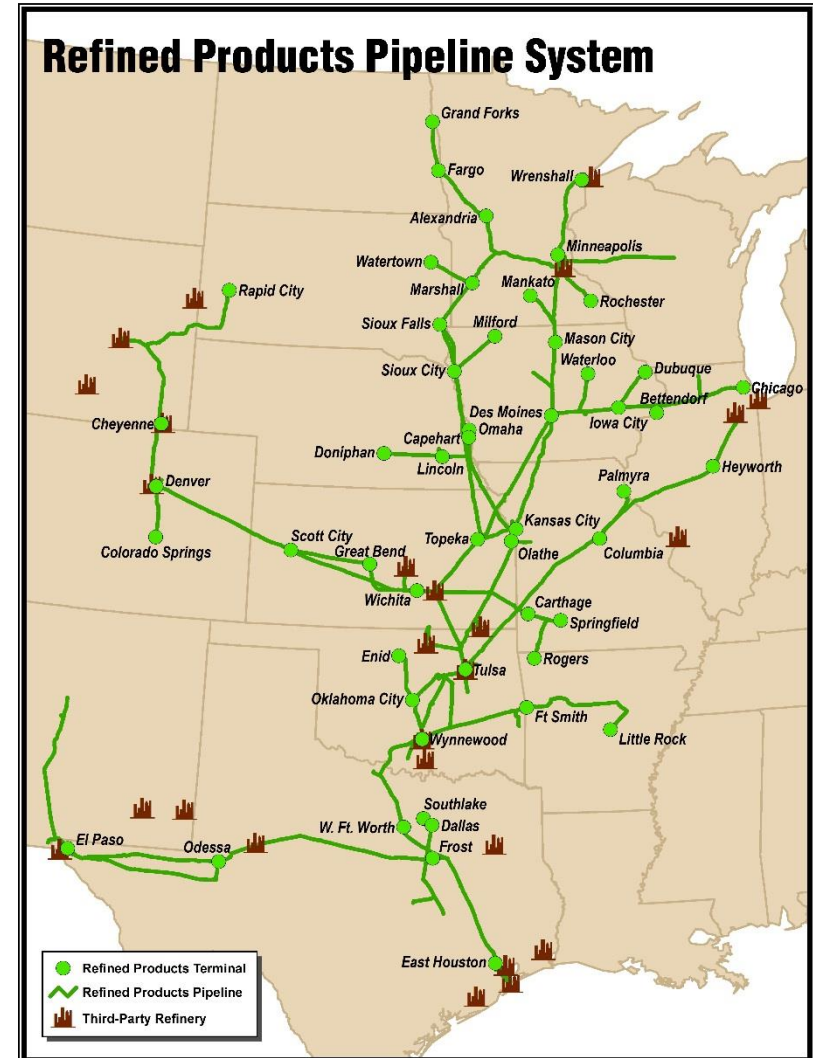 Refined Products Pipeline System
Grand Forks
Fargo
Wrenshall
Alexandria
Minneapolis
Watertown
Mankato
Marshall
Rochester
Rapid City
Sioux Falls
Milford
Mason City
Waterloo
Dubuque
Sioux City
Chicago
Bettendorf
Des Moines
Iowa City
Cheyenne
Omaha
Capehart
Doniphan
Lincoln
Heyworth
Palmyra
Denver
Kansas City
Scott City
Topeka
Columbia
Colorado Springs
Great Bend
Olathe
Wichita
Carthage
Springfield
Enid
Tulsa
Rogers
Oklahoma City
Ft Smith
Wynnewood
Little Rock
Southlake
W. Ft. Worth
Dallas
El Paso
Odessa
Frost
East Houston
Refined Products Terminal
Refined Products Pipeline
Third-Party Refinery